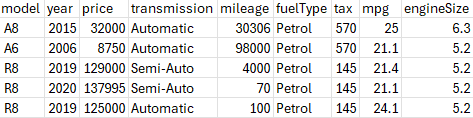 model year price transmission mileage fuelType tax mpg engineSize
A8 2015 32000 Automatic 30306 Petrol 570 25 6.3
A6 2006 8750 Automatic 98000 Petrol 570 21.1 5.2
R8 2019 129000 Semi-Auto 4000 Petrol 145 21.4 5.2
R8 2020 137995 Semi-Auto 70 Petrol 145 21.1 5.2
R8 2019 125000 Automatic 100 Petrol 145 24.1 5.2